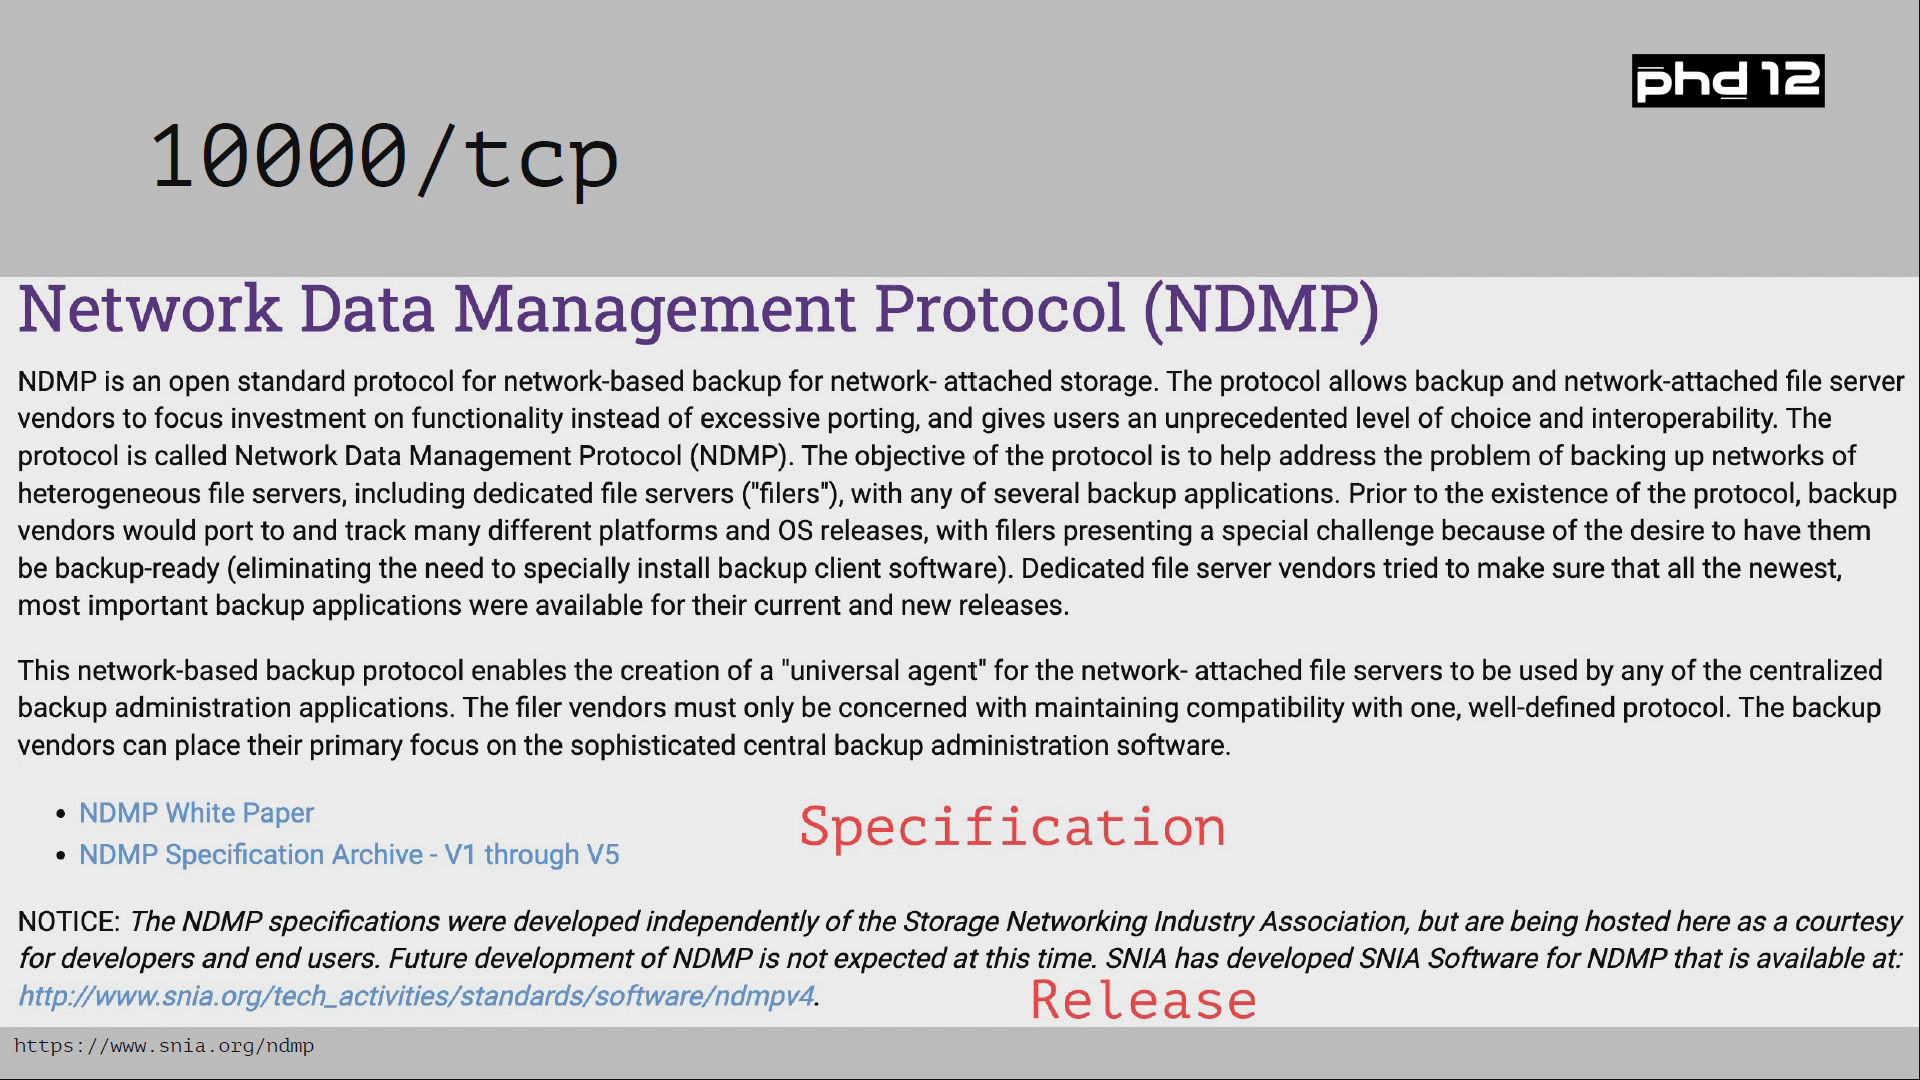 phd 12
10000/tcp
Network Data Management Protocol (NDMP)
NDMP is an open standard protocol for network-based backup for network- attached storage. The protocol allows backup and network-attached file server
vendors to focus investment on functionality instead of excessive porting, and gives users an unprecedented level of choice and interoperability. The
protocol is called Network Data Management Protocol (NDMP). The objective of the protocol is to help address the problem of backing up networks of
heterogeneous file servers, including dedicated file servers ("filers"), with any of several backup applications. Prior to the existence of the protocol, backup
vendors would port to and track many different platforms and OS releases, with filers presenting a special challenge because of the desire to have them
be backup-ready (eliminating the need to specially install backup client software). Dedicated file server vendors tried to make sure that all the newest,
most important backup applications were available for their current and new releases.
This network-based backup protocol enables the creation of a "universal agent" for the network- attached file servers to be used by any of the centralized
backup administration applications. The filer vendors must only be concerned with maintaining compatibility with one, well-defined protocol. The backup
vendors can place their primary focus on the sophisticated central backup administration software.
• NDMP White Paper
• NDMP Specification Archive - V1 through V5
Specification
NOTICE: The NDMP specifications were developed independently of the Storage Networking Industry Association, but are being hosted here as a courtesy
for developers and end users. Future development of NDMP is not expected at this time. SNIA has developed SNIA Software for NDMP that is available at:
http://www.snia.org/tech_activities/standards/software/ndmpv4.
Release
https://www.snia.org/ndmp